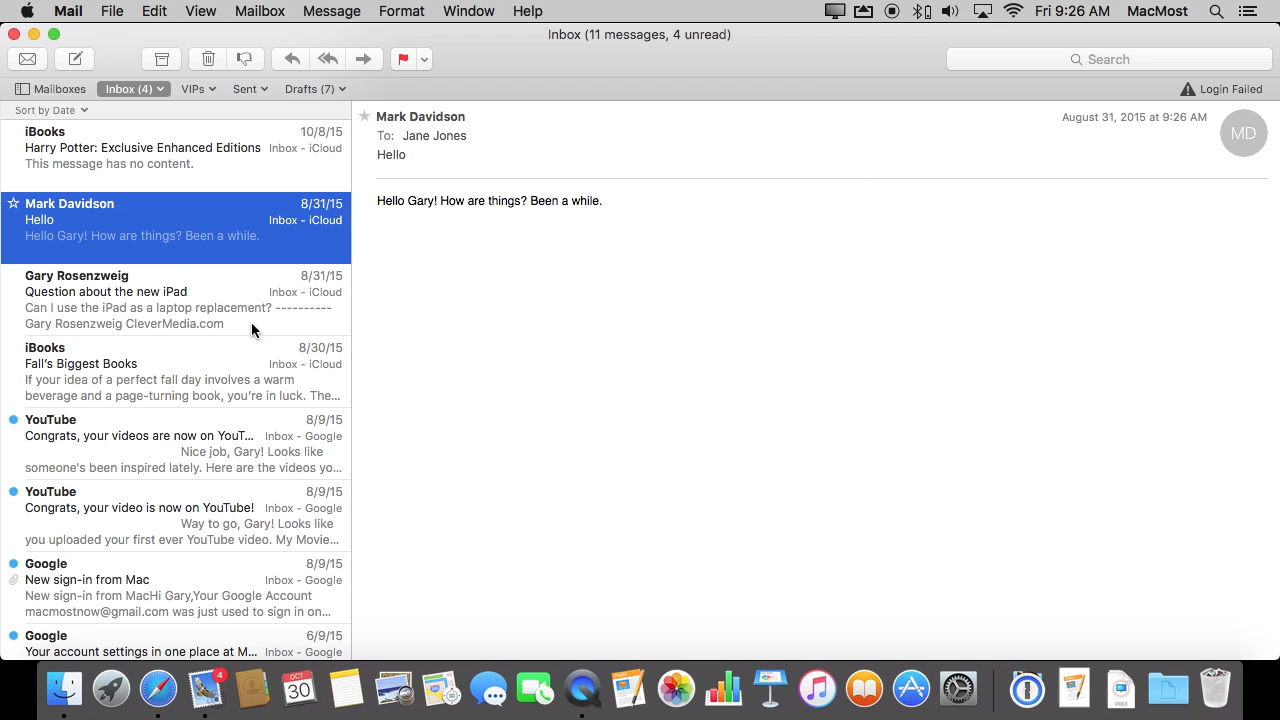 Mail File Edit View Mailbox Message Format Window Help Fri 9:26 AM MacMost
Inbox (11 messages, 4 unread)
Search
Mailboxes Inbox (4) VIPs Sent Drafts (7) Login Failed
Sort by Date
iBooks 10/8/15
Harry Potter: Exclusive Enhanced Editions Inbox - iCloud
This message has no content.
Mark Davidson 8/31/15
Hello Inbox - iCloud
Hello Gary! How are things? Been a while.
Gary Rosenzweig 8/31/15
Question about the new iPad Inbox - iCloud
Can I use the iPad as a laptop replacement? ----------
Gary Rosenzweig CleverMedia.com
iBooks 8/30/15
Fall's Biggest Books Inbox - iCloud
If your idea of a perfect fall day involves a warm
beverage and a page-turning book, you're in luck. The...
YouTube 8/9/15
Congrats, your videos are now on YouT... Inbox - Google
Nice job, Gary! Looks like
someone's been inspired lately. Here are the videos yo...
YouTube 8/9/15
Congrats, your video is now on YouTube! Inbox - Google
Way to go, Gary! Looks like
you uploaded your first ever YouTube video. My Movie...
Google 8/9/15
New sign-in from Mac Inbox - Google
New sign-in from MacHi Gary,Your Google Account
macmostnow@gmail.com was just used to sign in on...
Google 6/9/15
Your account settings in one place at M... Inbox - Google
Mark Davidson August 31, 2015 at 9:26 AM
MD
To: Jane Jones
Hello
Hello Gary! How are things? Been a while.
4
OCT
30